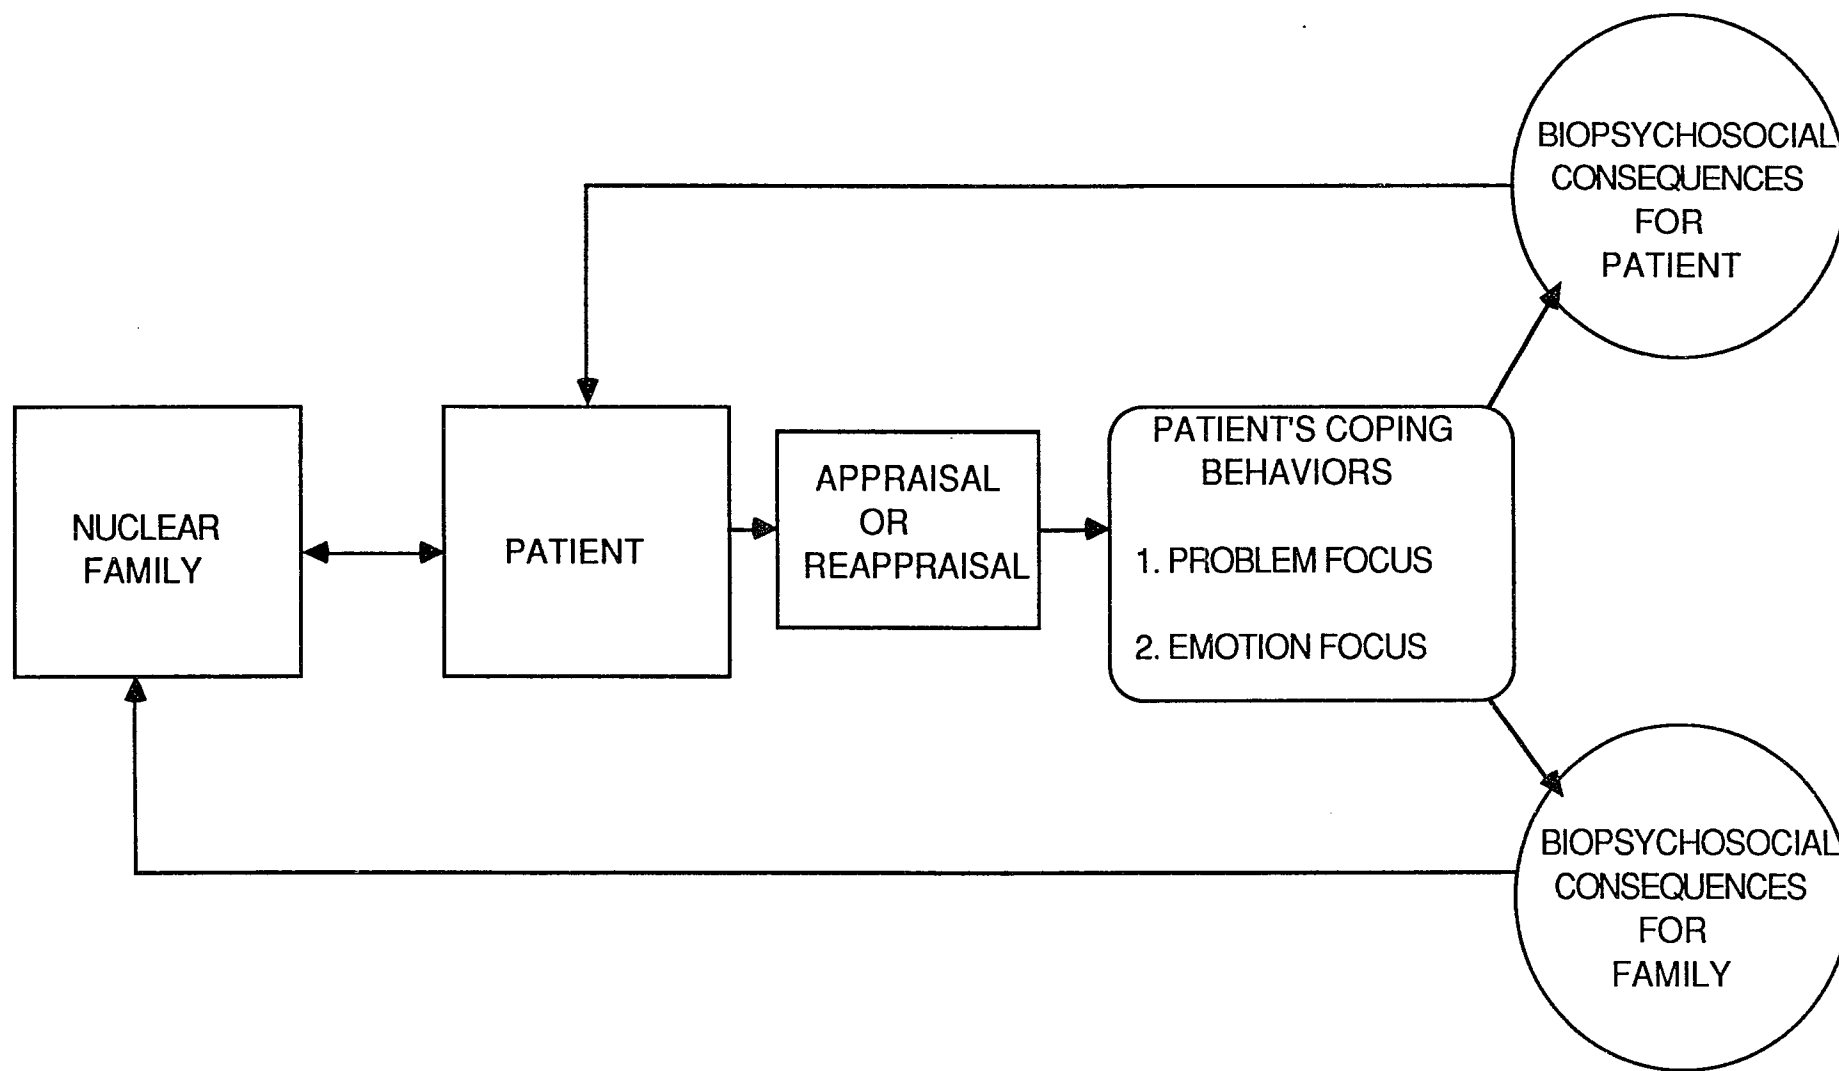 BIOPSYCHOSOCIAL
CONSEQUENCES
FOR
PATIENT
NUCLEAR
FAMILY
PATIENT
APPRAISAL
OR
REAPPRAISAL
PATIENT'S COPING
BEHAVIORS
1. PROBLEM FOCUS
2. EMOTION FOCUS
BIOPSYCHOSOCIAL
CONSEQUENCES
FOR
FAMILY